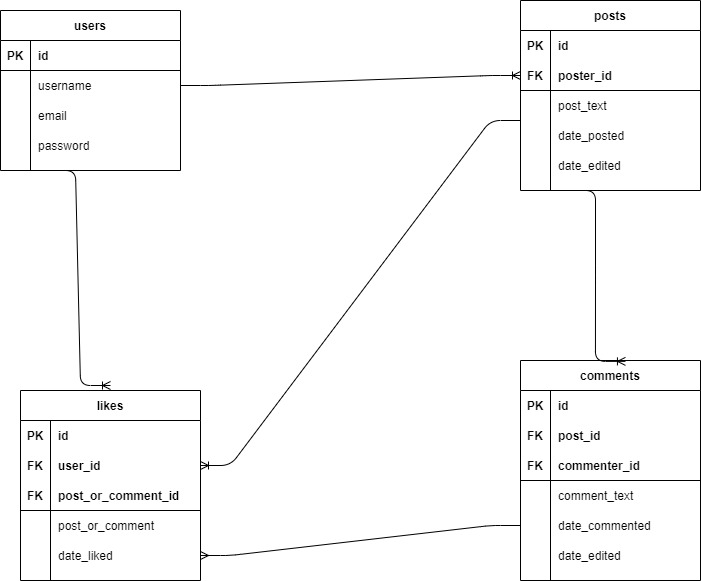 users
PK id
username
email
password
posts
PK id
FK poster_id
post_text
date_posted
date_edited
likes
PK id
FK user_id
FK post_or_comment_id
post_or_comment
date_liked
comments
PK id
FK post_id
FK commenter_id
comment_text
date_commented
date_edited